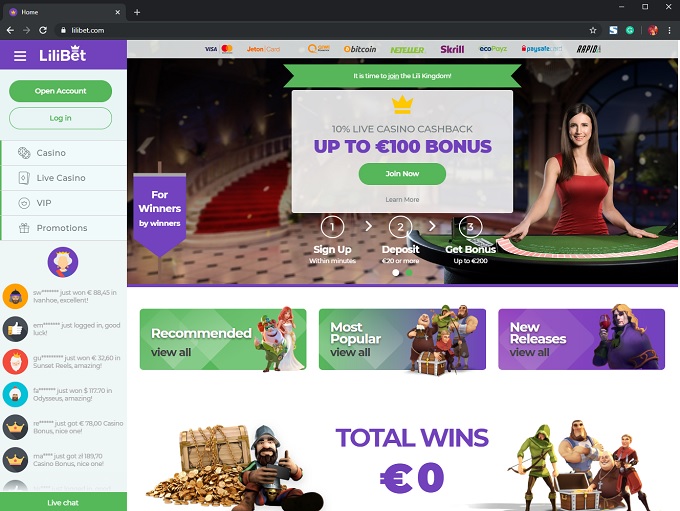 Home
lilibet.com
LiliBet
VISA
Jeton|Card
bitcoin
NETELLER
Skrill
ecoPayz
paysafe
RAPID
Open Account
Log in
Casino
Live Casino
VIP
Promotions
It is time to join the Lili Kingdom!
10% LIVE CASINO CASHBACK
UP TO €100 BONUS
Join Now
Learn More
For
Winners
by winners
1
2
3
Sign Up
Deposit
Get Bonus
Within minutes
€20 or more
Up to €200
sw******* just won € 88,45 in
Ivanhoe, excellent!
em******* just logged in, good
luck!
gu********* just won € 32,60 in
Sunset Reels, amazing!
fa****** just won $ 117.70 in
Odysseus, amazing!
re****** just got € 78,00 Casino
Bonus, nice one!
ma**** just got zł 189,70
Casino Bonus, nice one!
Live chat
Recommended
view all
Most
Popular
view all
New
Releases
view all
TOTAL WINS
€0